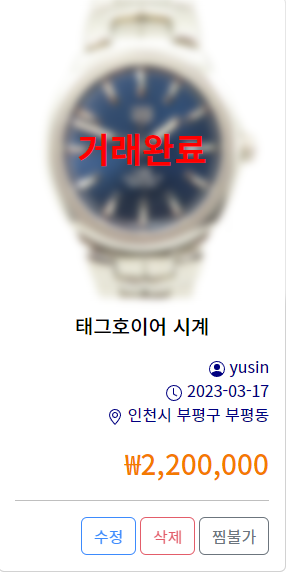 거래완료
태그호이어 시계
yusin
2023-03-17
인천시 부평구 부평동
₩2,200,000
수정 삭제 찜불가